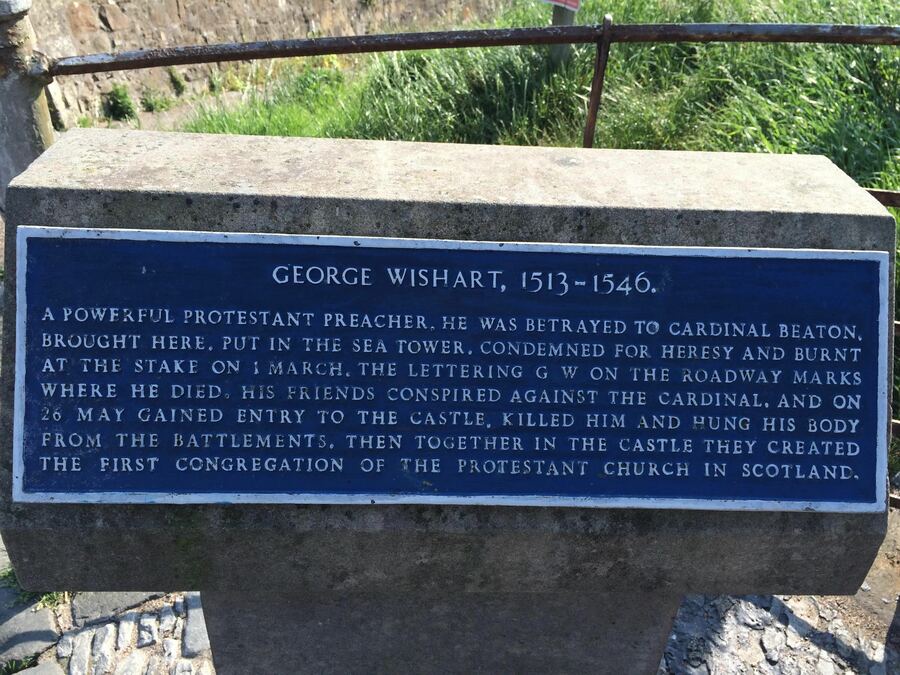 GEORGE WISHART, 1513-1546.
A POWERFUL PROTESTANT PREACHER, HE WAS BETRAYED TO CARDINAL BEATON,
BROUGHT HERE, PUT IN THE SEA TOWER, CONDEMNED FOR HERESY AND BURNT
AT THE STAKE ON 1 MARCH. THE LETTERING G W ON THE ROADWAY MARKS
WHERE HE DIED. HIS FRIENDS CONSPIRED AGAINST THE CARDINAL, AND ON
26 MAY GAINED ENTRY TO THE CASTLE, KILLED HIM AND HUNG HIS BODY
FROM THE BATTLEMENTS. THEN TOGETHER IN THE CASTLE THEY CREATED
THE FIRST CONGREGATION OF THE PROTESTANT CHURCH IN SCOTLAND.